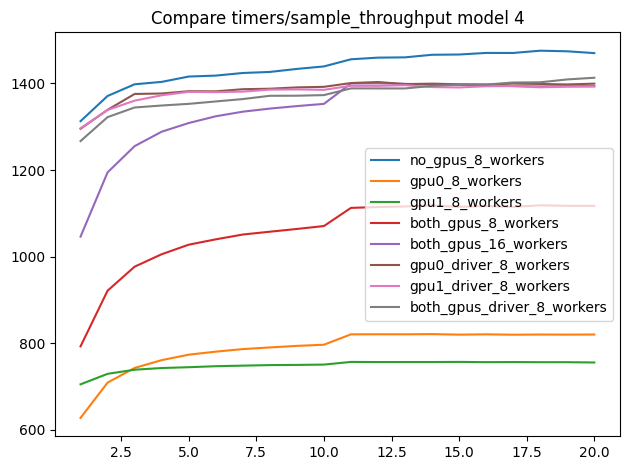 Compare timers/sample_throughput model 4
1400
1200
1000
800
600
no_gpus_8_workers
gpu0_8_workers
gpu1_8_workers
both_gpus_8_workers
both_gpus_16_workers
gpu0_driver_8_workers
gpu1_driver_8_workers
both_gpus_driver_8_workers
2.5 5.0 7.5 10.0 12.5 15.0 17.5 20.0